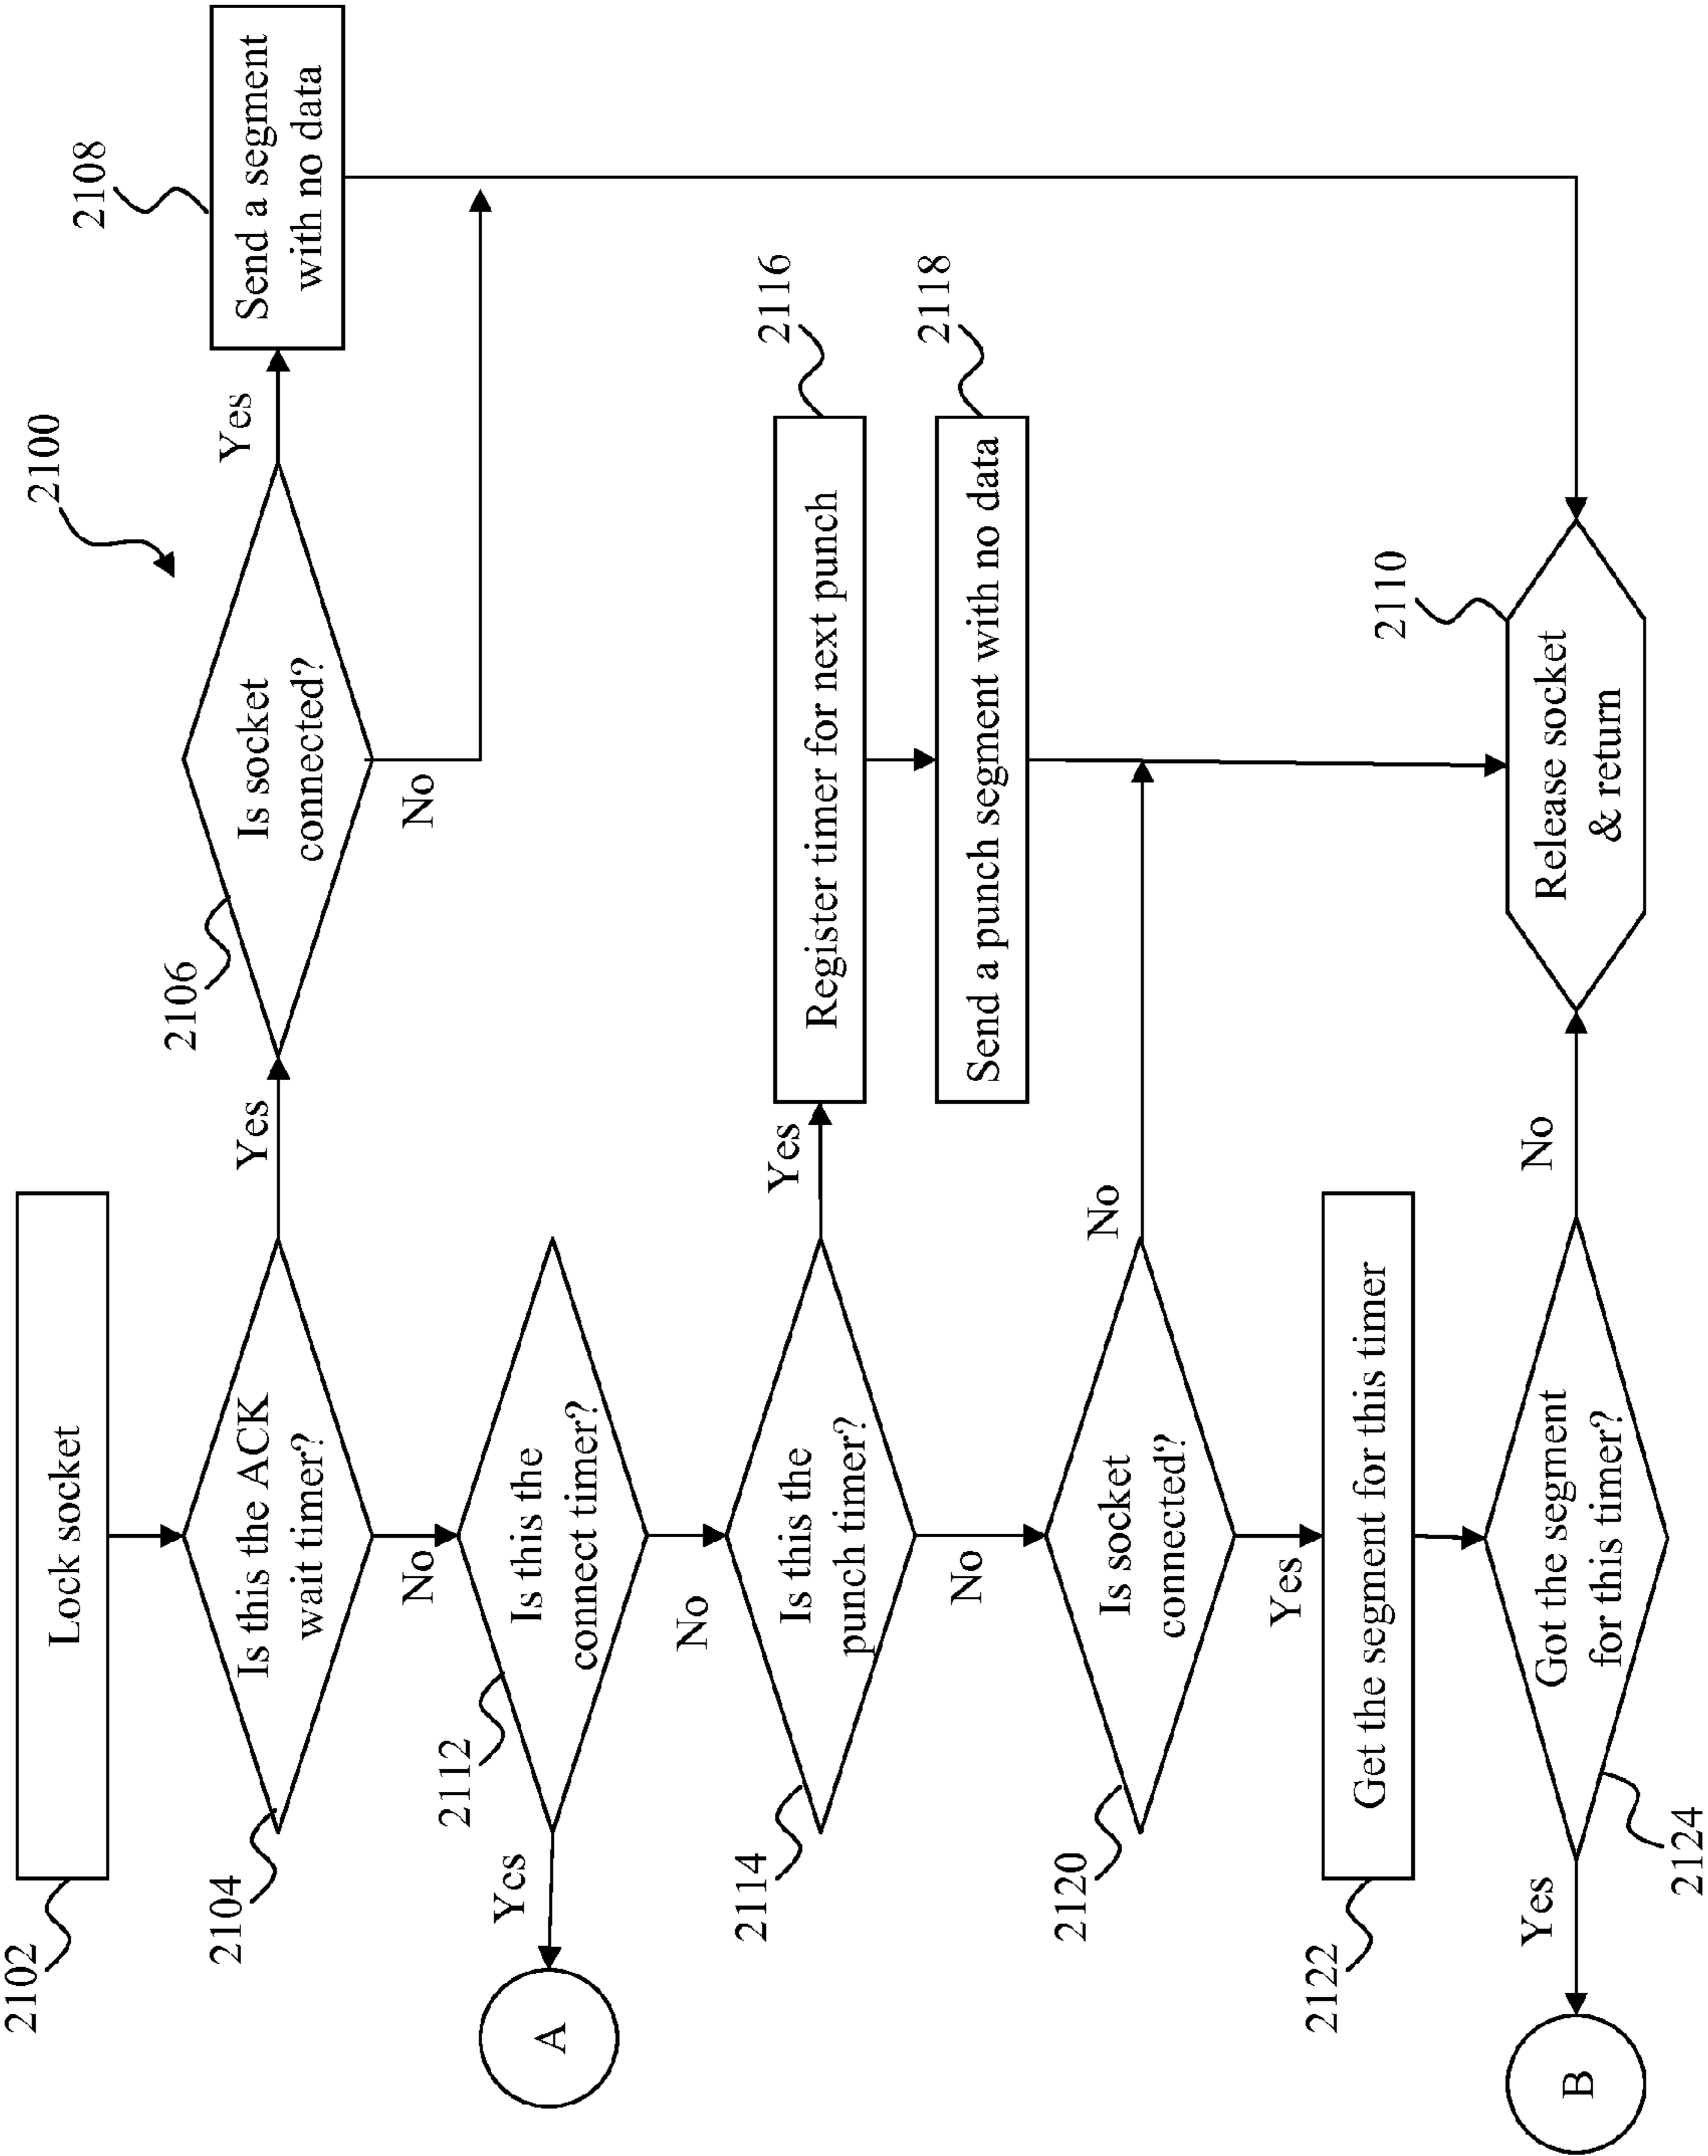 2100
2102
Lock socket
2104
Is this the ACK
wait timer?
Yes
No
2106
Is socket
connected?
Yes
No
2108
Send a segment
with no data
2112
Is this the
connect timer?
Yes
No
A
2114
Is this the
punch timer?
Yes
No
2116
Register timer for next punch
2118
Send a punch segment with no data
2120
Is socket
connected?
No
Yes
2122
Get the segment for this timer
2124
Got the segment
for this timer?
Yes
No
B
2110
Release socket
& return